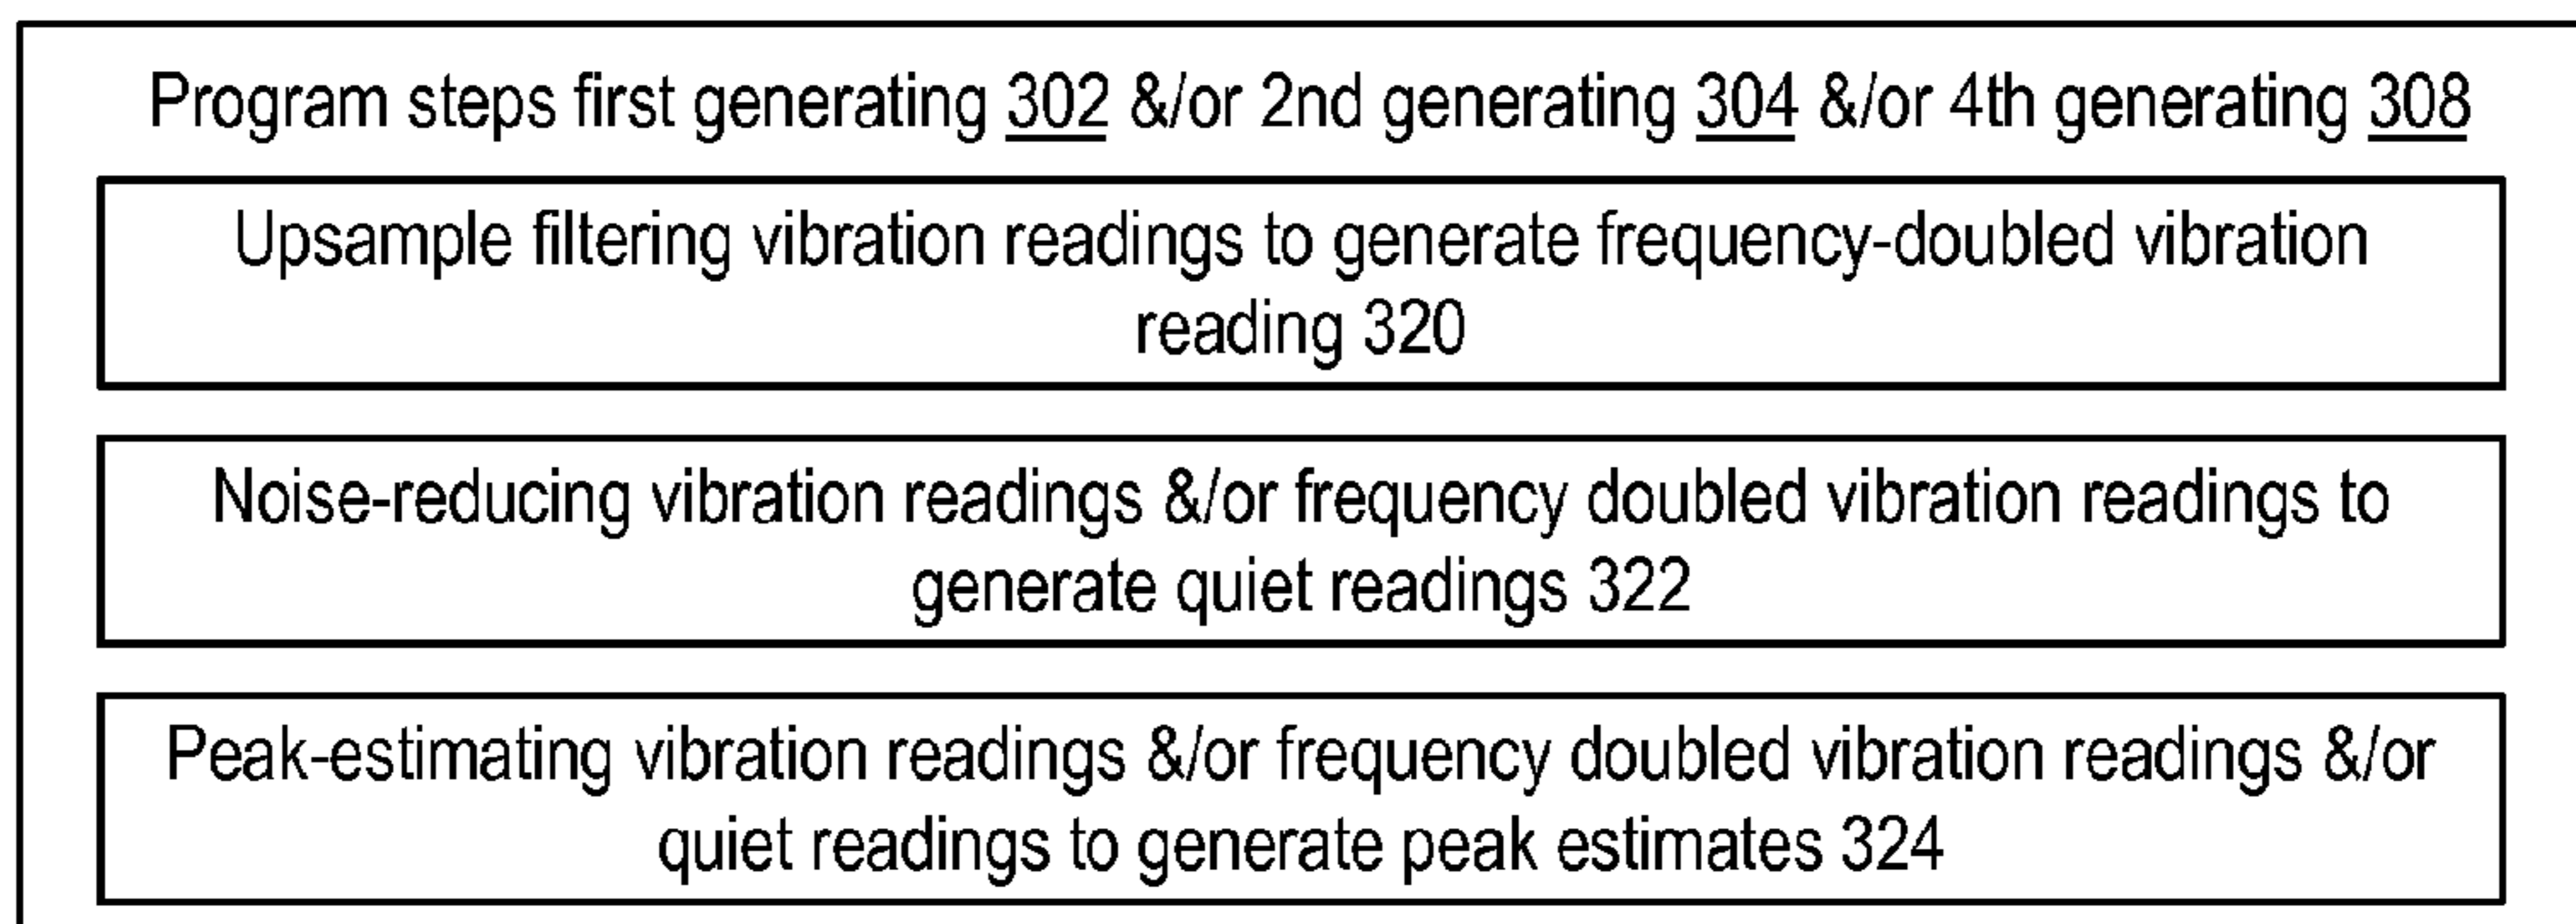 Program steps first generating 302 &/or 2nd generating 304 &/or 4th generating 308
Upsample filtering vibration readings to generate frequency-doubled vibration
reading 320
Noise-reducing vibration readings &/or frequency doubled vibration readings to
generate quiet readings 322
Peak-estimating vibration readings &/or frequency doubled vibration readings &/or
quiet readings to generate peak estimates 324